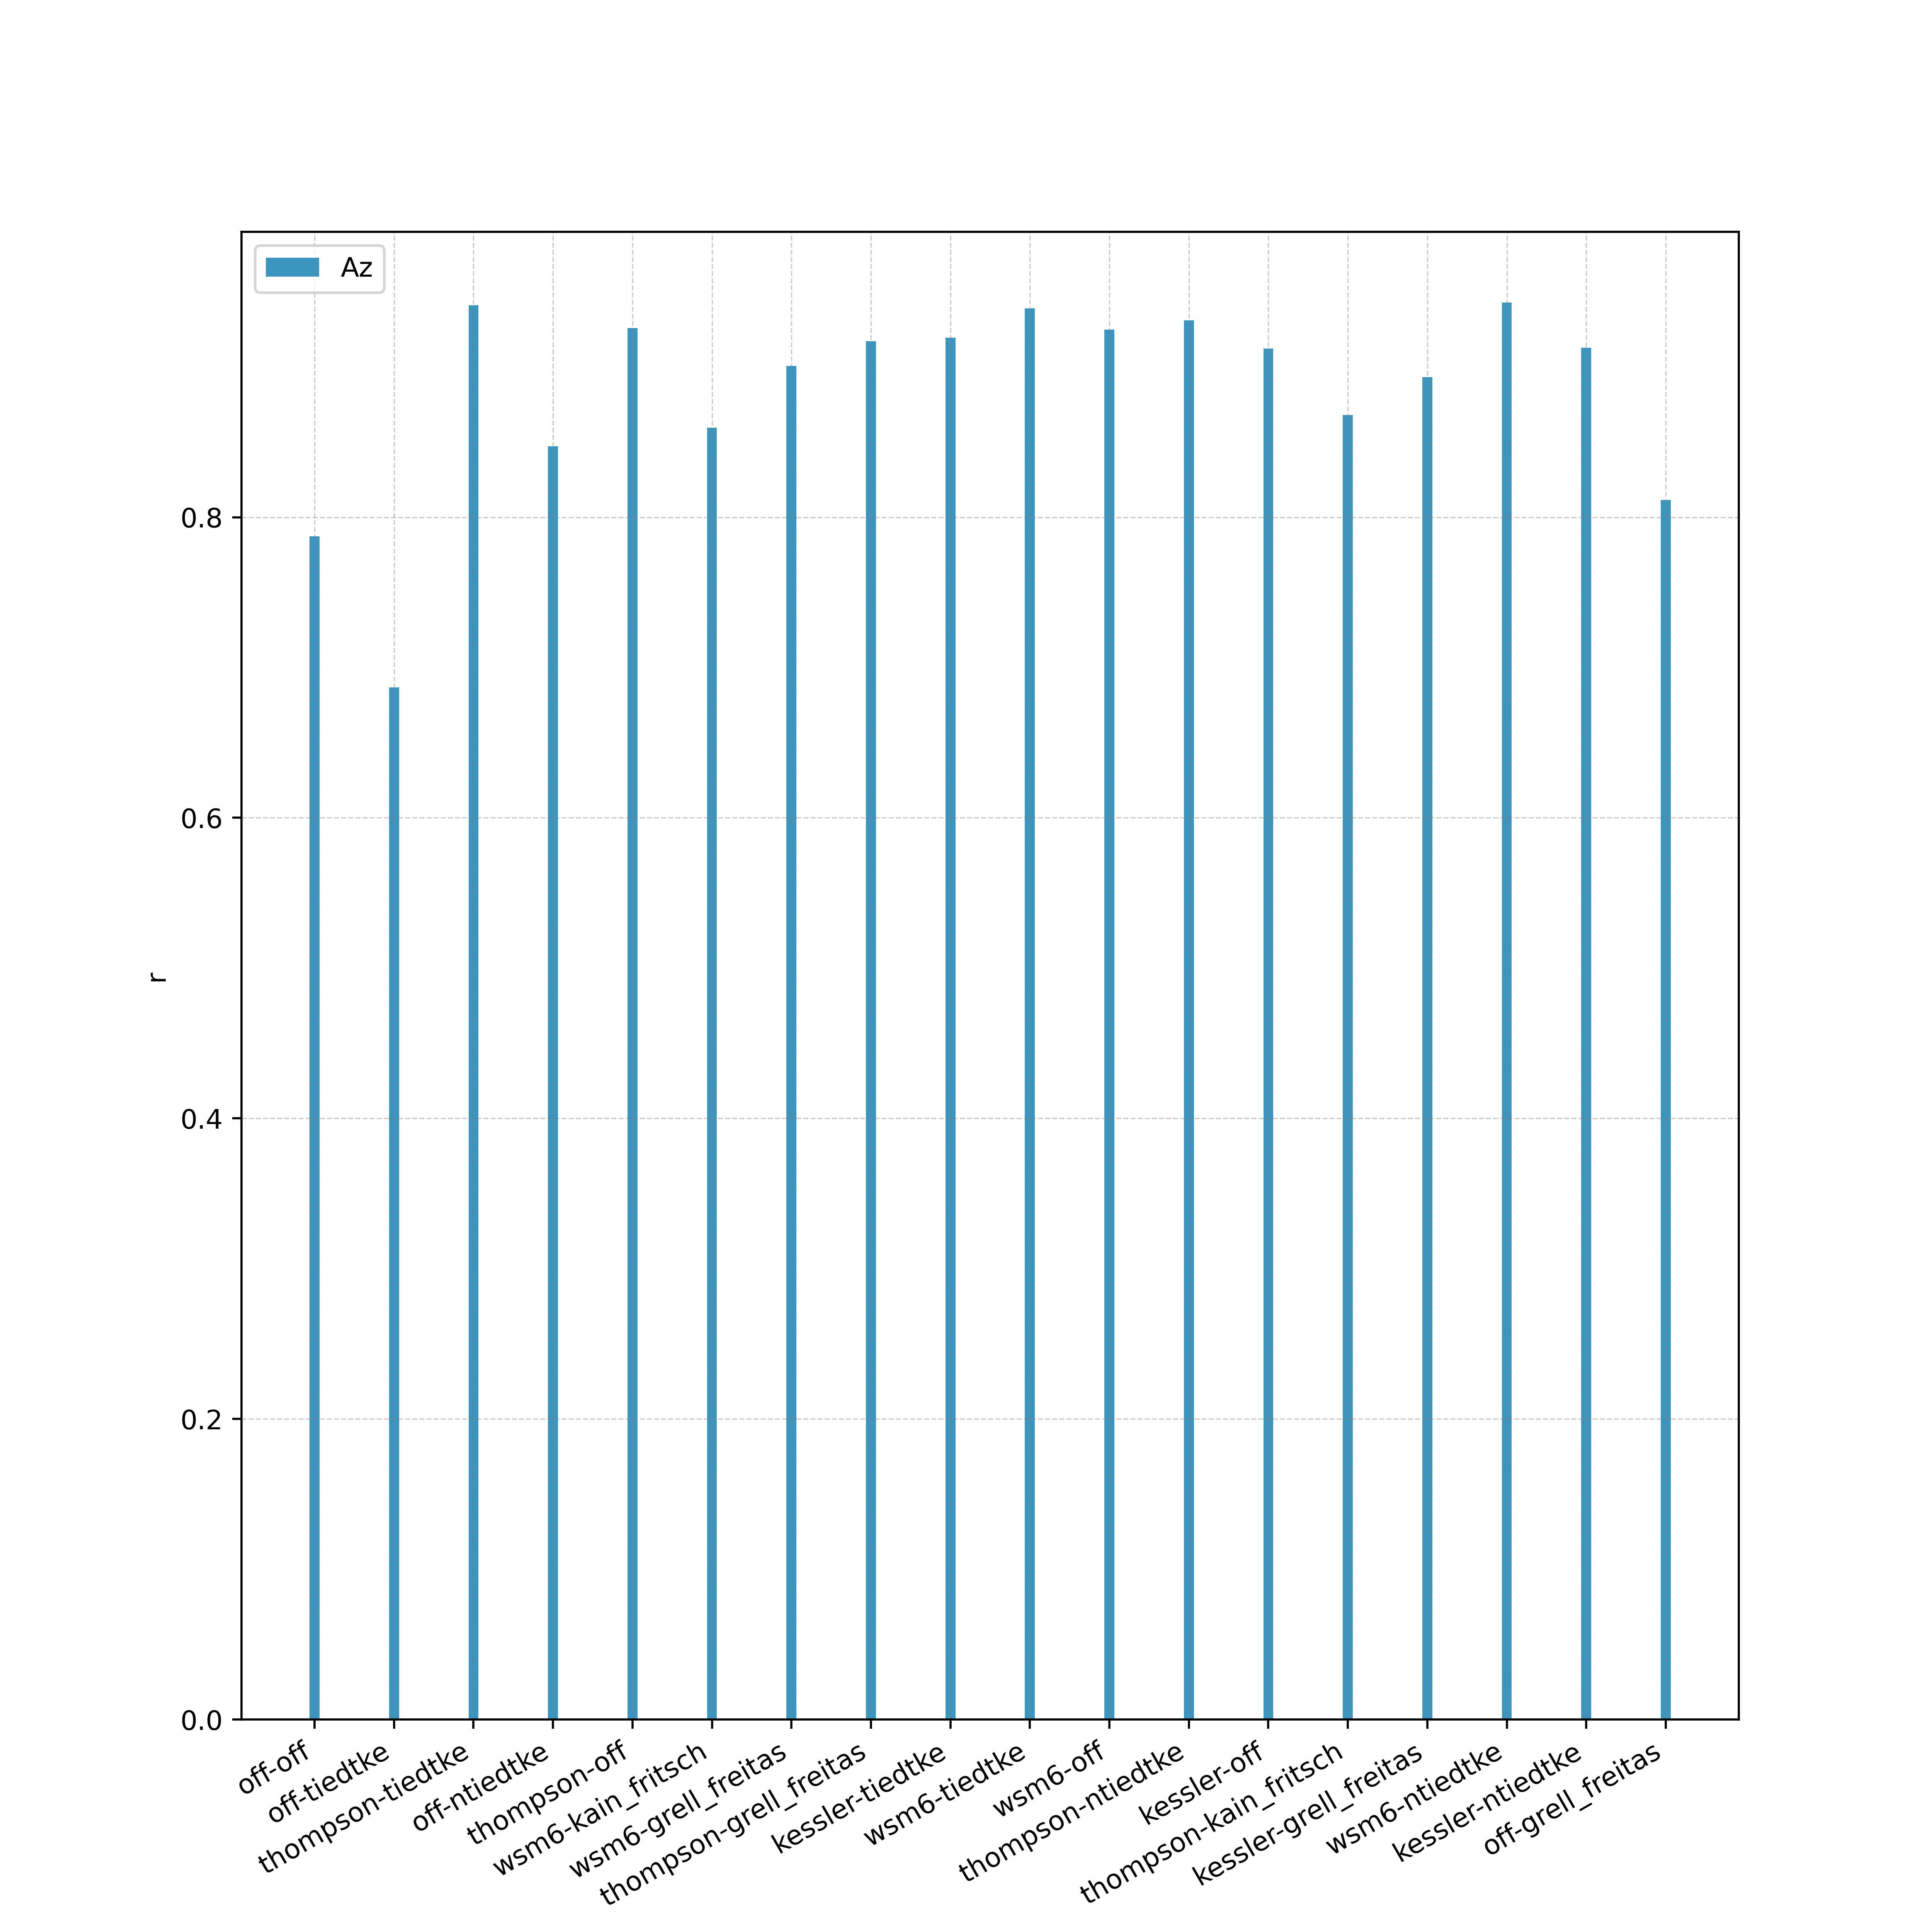 Az
0.8
0.6
r
0.4
0.2
0.0
off-off
off-tiedtke
thompson-tiedtke
off-ntiedtke
thompson-off
wsm6-kain_fritsch
wsm6-grell_freitas
thompson-grell_freitas
kessler-tiedtke
wsm6-tiedtke
wsm6-off
thompson-ntiedtke
kessler-off
thompson-kain_fritsch
kessler-grell_freitas
wsm6-ntiedtke
kessler-ntiedtke
off-grell_freitas